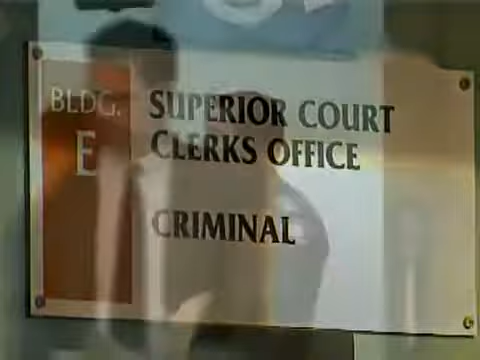 BLDG.
E
SUPERIOR COURT
CLERKS OFFICE
CRIMINAL